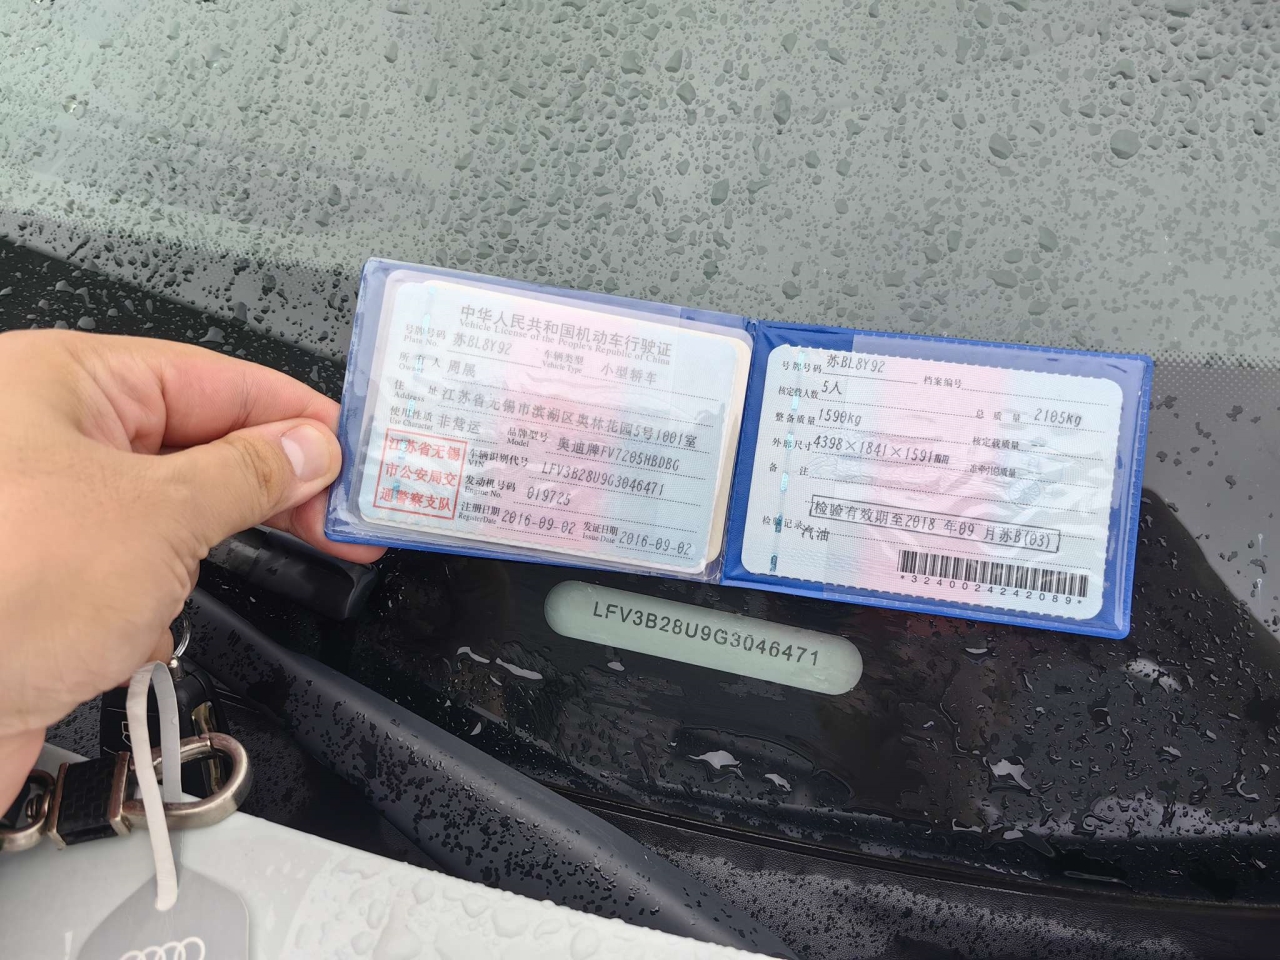 中华人民共和国机动车行驶证
Vehicle License of the People's Republic of China
号牌号码 苏BL8Y92 车辆类型 小型轿车
Plate No. Vehicle Type
所有人 周展
Owner
住址 江苏省无锡市滨湖区奥林花园5号1001室
Address
使用性质 非营运 品牌型号 奥迪牌FV7205HBDBG
Use Character Model
江苏省无锡
市公安局交
通警察支队
车辆识别代号 LFV3B28U9G3046471
VIN
发动机号码 019725
Engine No.
注册日期 2016-09-02 发证日期 2016-09-02
Register Date Issue Date
号牌号码 苏BL8Y92 档案编号
核定载人数 5人 总质量 2105kg
整备质量 1590kg 核定载质量 --
外廓尺寸 4398×1841×1591mm 准牵引总质量
备注
检验有效期至2018年09月苏B(03)
检验记录 汽油
*3240024242089*
LFV3B28U9G3046471